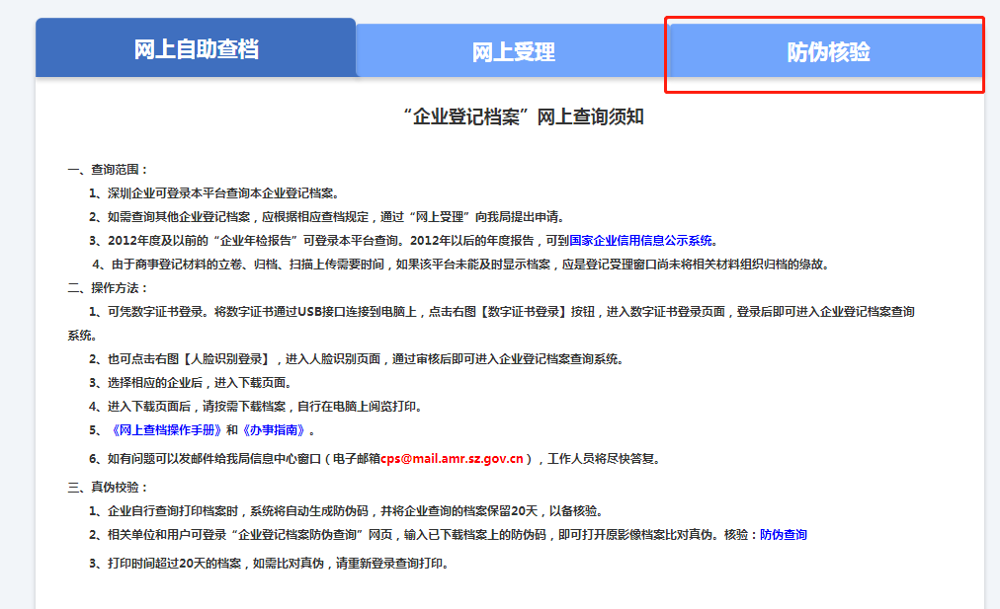 网上自助查档
网上受理
防伪核验
“企业登记档案”网上查询须知
一、查询范围：
1、深圳企业可登录本平台查询本企业登记档案。
2、如需查询其他企业登记档案，应根据相应查档规定，通过“网上受理”向我局提出申请。
3、2012年度及以前的“企业年检报告”可登录本平台查询。2012年以后的年度报告，可到国家企业信用信息公示系统。
4、由于商事登记材料的立卷、归档、扫描上传需要时间，如果该平台未能及时显示档案，应是登记受理窗口尚未将相关材料组织归档的缘故。
二、操作方法：
1、可凭数字证书登录。将数字证书通过USB接口连接到电脑上，点击右图【数字证书登录】按钮，进入数字证书登录页面，登录后即可进入企业登记档案查询
系统。
2、也可点击右图【人脸识别登录】，进入人脸识别页面，通过审核后即可进入企业登记档案查询系统。
3、选择相应的企业后，进入下载页面。
4、进入下载页面后，请按需下载档案，自行在电脑上阅览打印。
5、《网上查档操作手册》和《办事指南》。
6、如有问题可以发邮件给我局信息中心窗口（电子邮箱cps@mail.amr.sz.gov.cn），工作人员将尽快答复。
三、真伪校验：
1、企业自行查询打印档案时，系统将自动生成防伪码，并将企业查询的档案保留20天，以备核验。
2、相关单位和用户可登录“企业登记档案防伪查询”网页，输入已下载档案上的防伪码，即可打开原影像档案比对真伪。核验：防伪查询
3、打印时间超过20天的档案，如需比对真伪，请重新登录查询打印。